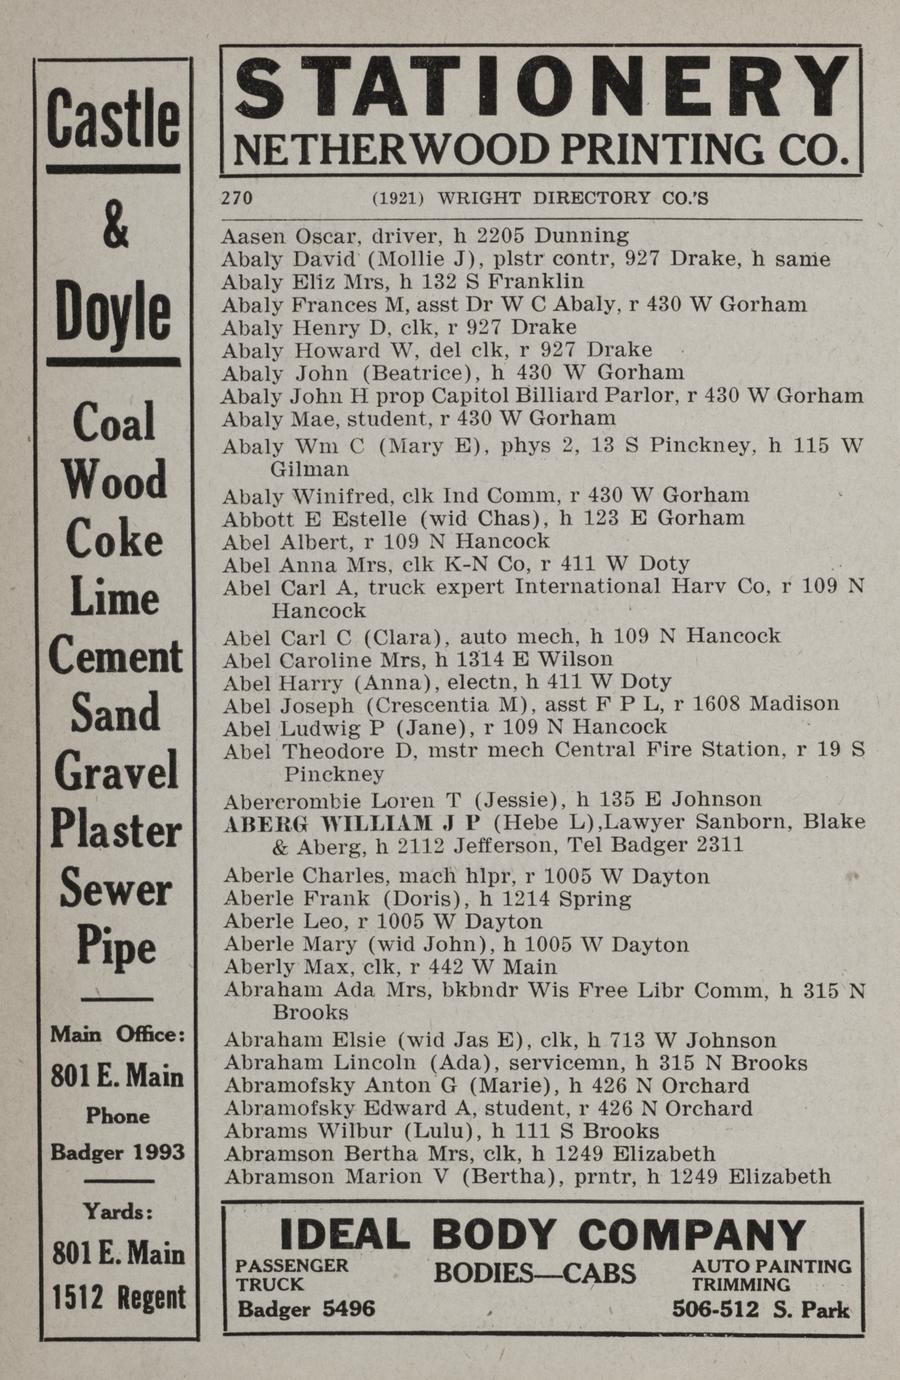 Castle
&
Doyle
Coal
Wood
Coke
Lime
Cement
Sand
Gravel
Plaster
Sewer
Pipe
Main Office:
801 E. Main
Phone
Badger 1993
Yards:
801 E. Main
1512 Regent
STATIONERY
NETHERWOOD PRINTING CO.
270 (1921) WRIGHT DIRECTORY CO.'S
Aasen Oscar, driver, h 2205 Dunning
Abaly David (Mollie J), plstr contr, 927 Drake, h same
Abaly Eliz Mrs, h 132 S Franklin
Abaly Frances M, asst Dr W C Abaly, r 430 W Gorham
Abaly Henry D, clk, r 927 Drake
Abaly Howard W, del clk, r 927 Drake
Abaly John (Beatrice), h 430 W Gorham
Abaly John H prop Capitol Billiard Parlor, r 430 W Gorham
Abaly Mae, student, r 430 W Gorham
Abaly Wm C (Mary E), phys 2, 13 S Pinckney, h 115 W
Gilman
Abaly Winifred, clk Ind Comm, r 430 W Gorham
Abbott E Estelle (wid Chas), h 123 E Gorham
Abel Albert, r 109 N Hancock
Abel Anna Mrs, clk K-N Co, r 411 W Doty
Abel Carl A, truck expert International Harv Co, r 109 N
Hancock
Abel Carl C (Clara), auto mech, h 109 N Hancock
Abel Caroline Mrs, h 1314 E Wilson
Abel Harry (Anna), electn, h 411 W Doty
Abel Joseph (Crescentia M), asst F P L, r 1608 Madison
Abel Ludwig P (Jane), r 109 N Hancock
Abel Theodore D, mstr mech Central Fire Station, r 19 S
Pinckney
Abercrombie Loren T (Jessie), h 135 E Johnson
ABERG WILLIAM J P (Hebe L),Lawyer Sanborn, Blake
& Aberg, h 2112 Jefferson, Tel Badger 2311
Aberle Charles, mach hlpr, r 1005 W Dayton
Aberle Frank (Doris), h 1214 Spring
Aberle Leo, r 1005 W Dayton
Aberle Mary (wid John), h 1005 W Dayton
Aberly Max, clk, r 442 W Main
Abraham Ada Mrs, bkbndr Wis Free Libr Comm, h 315 N
Brooks
Abraham Elsie (wid Jas E), clk, h 713 W Johnson
Abraham Lincoln (Ada), servicemn, h 315 N Brooks
Abramofsky Anton G (Marie), h 426 N Orchard
Abramofsky Edward A, student, r 426 N Orchard
Abrams Wilbur (Lulu), h 111 S Brooks
Abramson Bertha Mrs, clk, h 1249 Elizabeth
Abramson Marion V (Bertha), prntr, h 1249 Elizabeth
IDEAL BODY COMPANY
PASSENGER
TRUCK
BODIES—CABS
AUTO PAINTING
TRIMMING
Badger 5496
506-512 S. Park